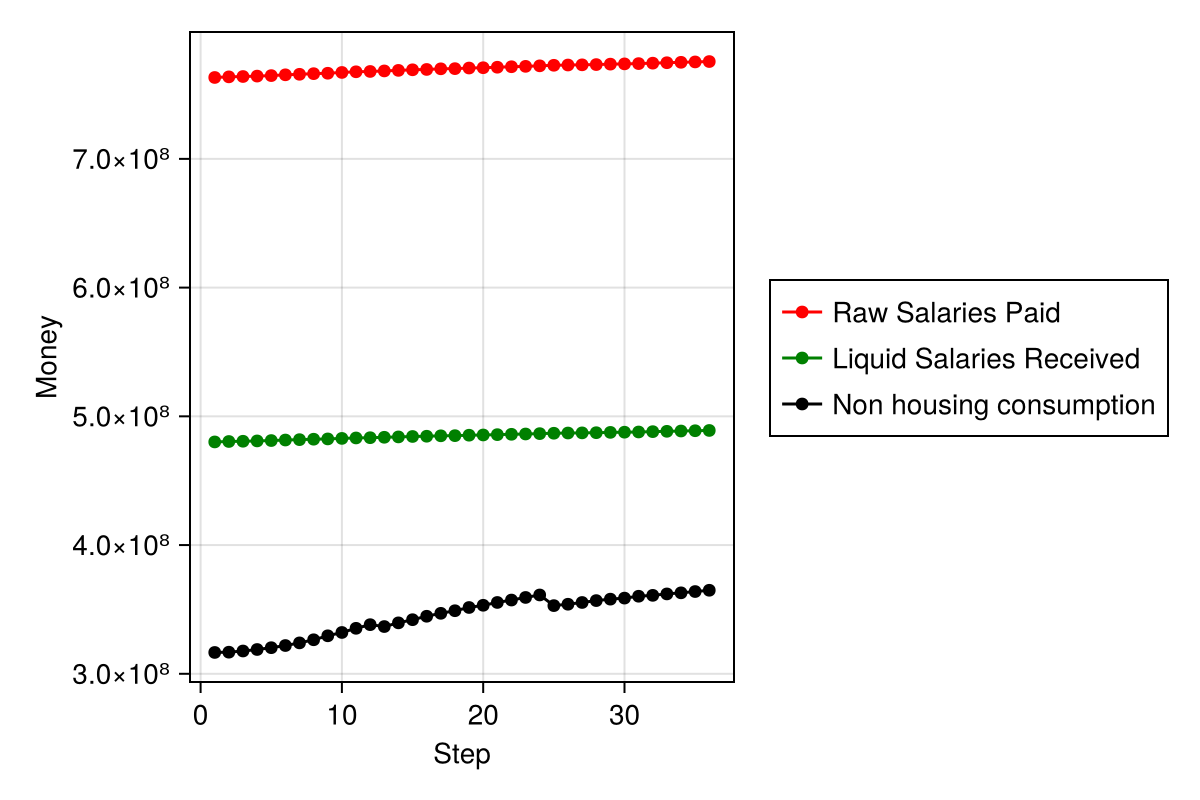 7.0×10⁸
6.0×10⁸
5.0×10⁸
4.0×10⁸
3.0×10⁸
Money
0 10 20 30
Step
Raw Salaries Paid
Liquid Salaries Received
Non housing consumption